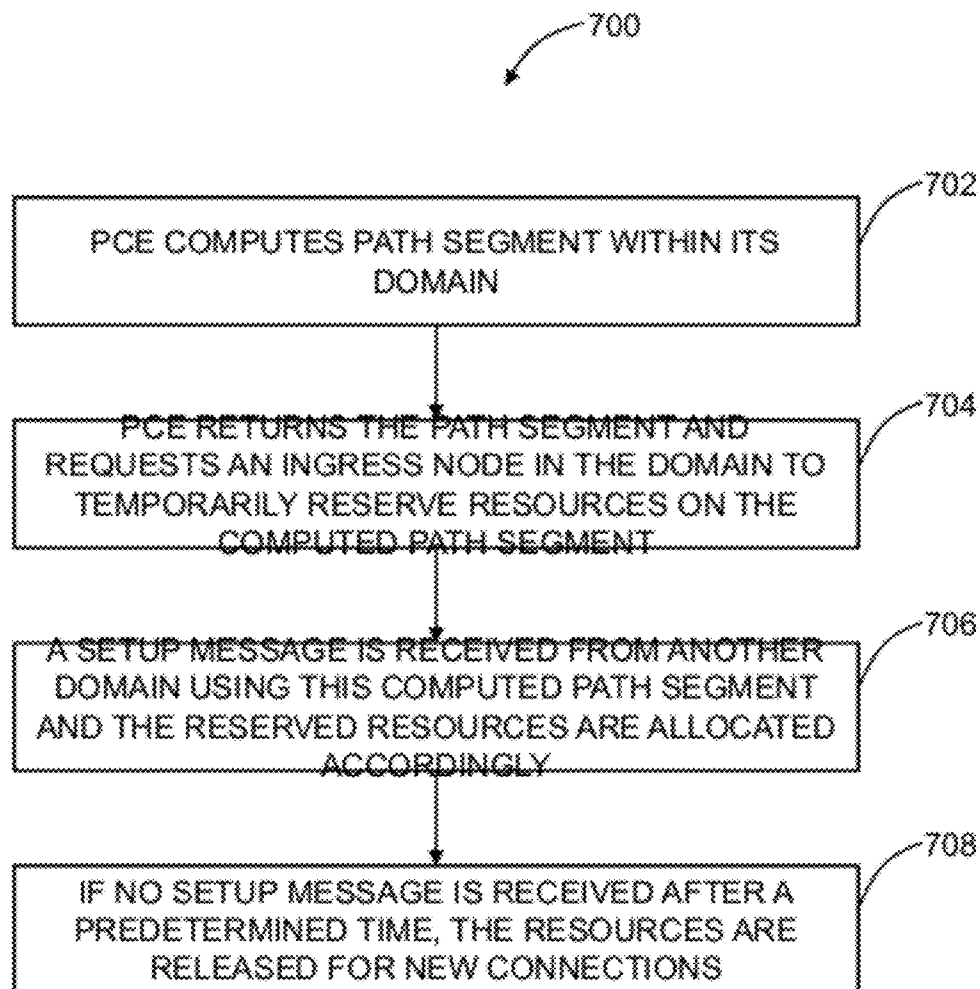 700
702
PCE COMPUTES PATH SEGMENT WITHIN ITS
DOMAIN
704
PCE RETURNS THE PATH SEGMENT AND
REQUESTS AN INGRESS NODE IN THE DOMAIN TO
TEMPORARILY RESERVE RESOURCES ON THE
COMPUTED PATH SEGMENT
706
A SETUP MESSAGE IS RECEIVED FROM ANOTHER
DOMAIN USING THIS COMPUTED PATH SEGMENT
AND THE RESERVED RESOURCES ARE ALLOCATED
ACCORDINGLY
708
IF NO SETUP MESSAGE IS RECEIVED AFTER A
PREDETERMINED TIME, THE RESOURCES ARE
RELEASED FOR NEW CONNECTIONS